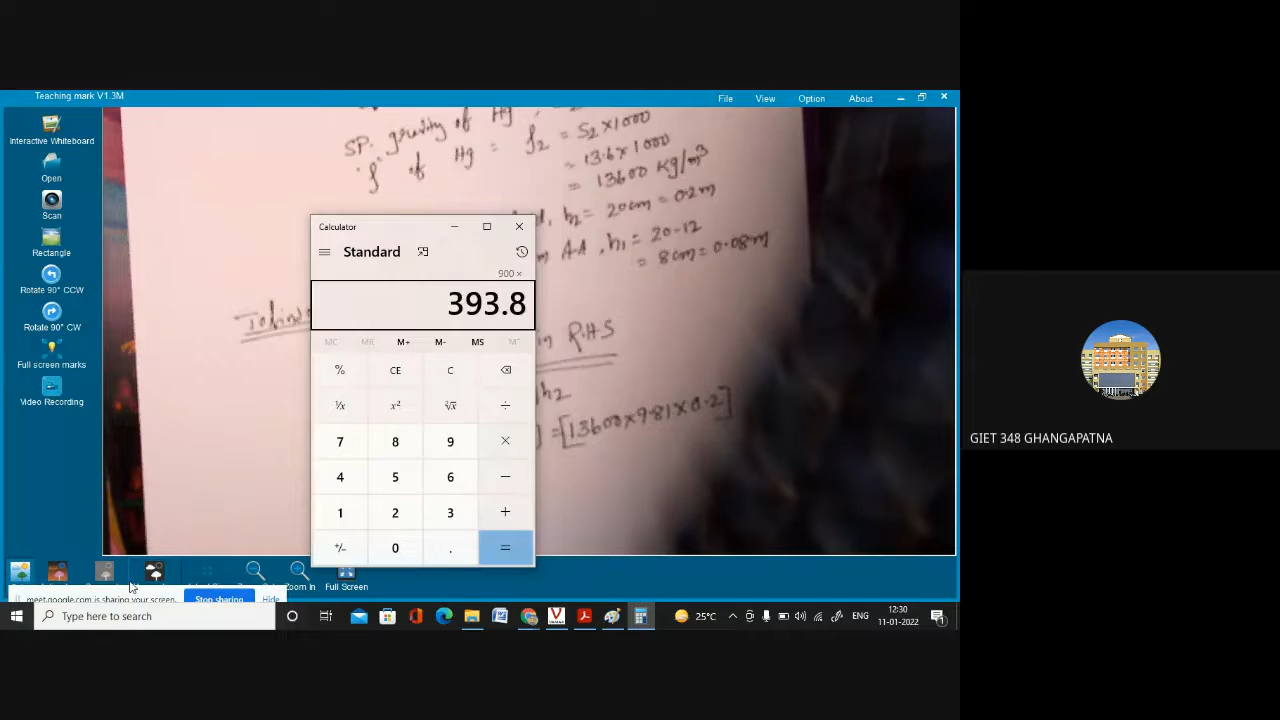 Teaching mark V1.3M
File View Option About
Interactive Whiteboard
Open
Scan
Rectangle
Rotate 90° CCW
Rotate 90° CW
Full screen marks
Video Recording
SP. gravity of Hg
"ρ" of Hg = ρ2 = S2 × 1000
= 13.6 × 1000
= 13600 Kg/m³
h2 = 20cm = 0.2m
A-A, h1 = 20-12
= 8cm = 0.08m
in R.H.S
h2
] = [13600×9.81×0.2]
Calculator
Standard
900 ×
393.8
MC MR M+ M- MS M˅
% CE C ⌫
¹/x x² ²√x ÷
7 8 9 ×
4 5 6 −
1 2 3 +
+/− 0 . =
Zoom In Full Screen
meet.google.com is sharing your screen. Stop sharing Hide
Type here to search
25°C ENG 12:30
11-01-2022
GIET 348 GHANGAPATNA